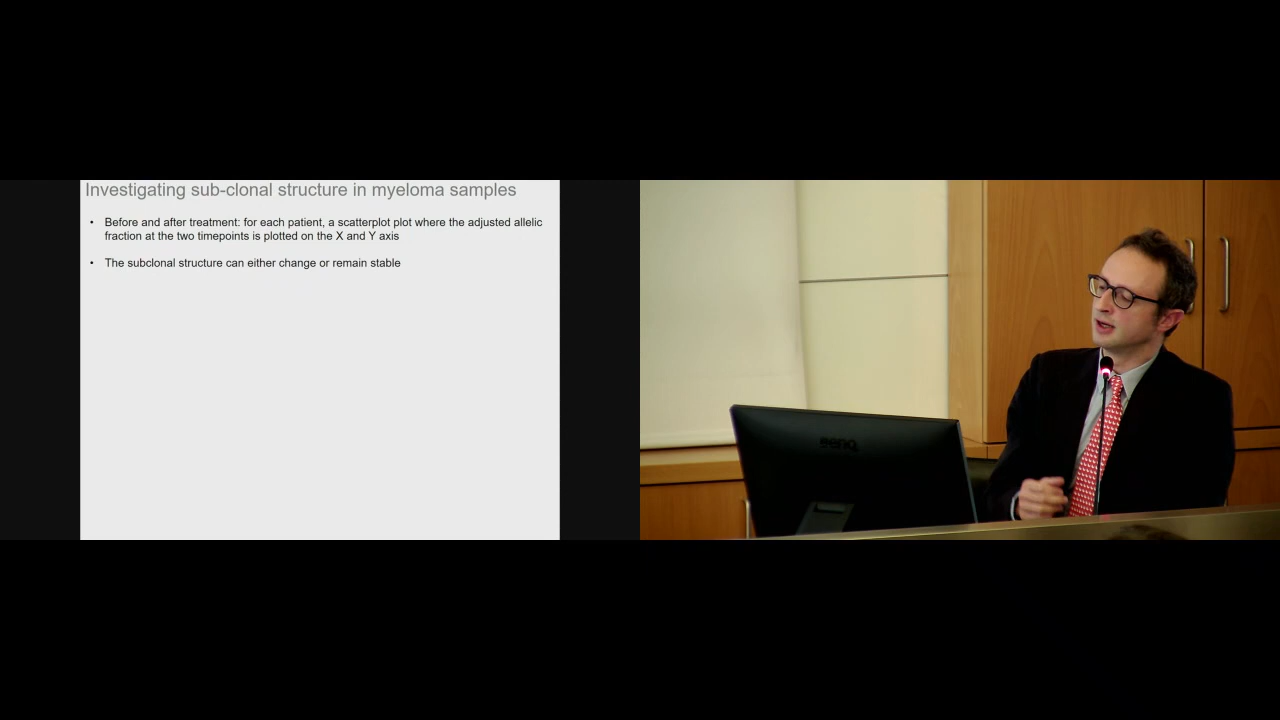 Investigating sub-clonal structure in myeloma samples
• Before and after treatment: for each patient, a scatterplot plot where the adjusted allelic
fraction at the two timepoints is plotted on the X and Y axis
• The subclonal structure can either change or remain stable
BenQ